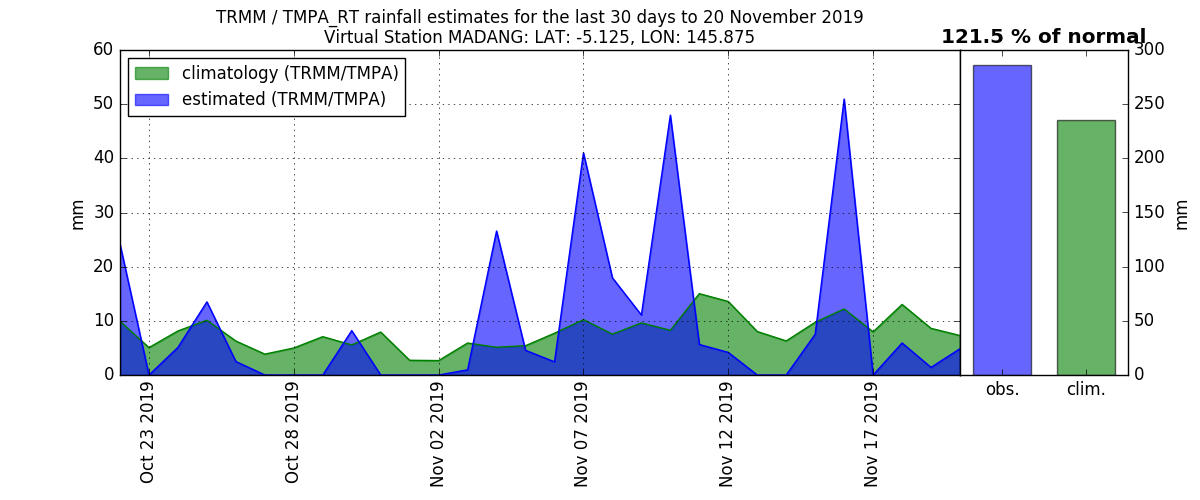 TRMM / TMPA_RT rainfall estimates for the last 30 days to 20 November 2019
Virtual Station MADANG: LAT: -5.125, LON: 145.875
121.5 % of normal
climatology (TRMM/TMPA)
estimated (TRMM/TMPA)
60
50
40
30
20
10
0
mm
Oct 23 2019
Oct 28 2019
Nov 02 2019
Nov 07 2019
Nov 12 2019
Nov 17 2019
300
250
200
150
100
50
0
mm
obs.
clim.